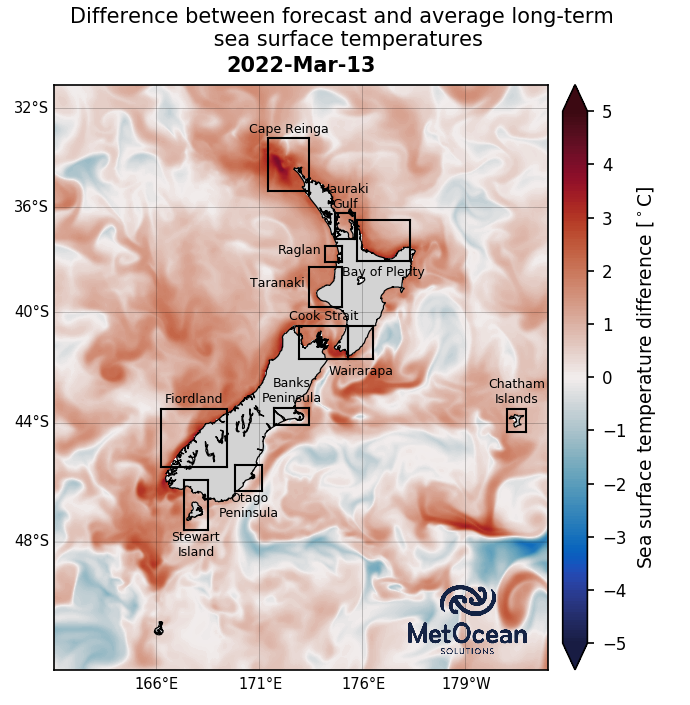 Difference between forecast and average long-term
sea surface temperatures
2022-Mar-13
32°S
36°S
40°S
44°S
48°S
Cape Reinga
Hauraki
Gulf
Raglan
Bay of Plenty
Taranaki
Cook Strait
Wairarapa
Banks
Peninsula
Fiordland
Chatham
Islands
Otago
Peninsula
Stewart
Island
MetOcean
SOLUTIONS
166°E
171°E
176°E
179°W
5
4
3
2
1
0
−1
−2
−3
−4
−5
Sea surface temperature difference [°C]